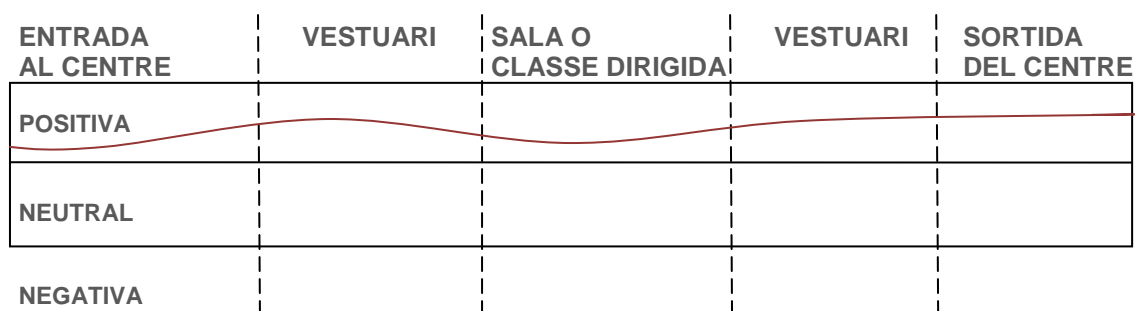 ENTRADA
AL CENTRE
VESTUARI
SALA O
CLASSE DIRIGIDA
VESTUARI
SORTIDA
DEL CENTRE
POSITIVA
NEUTRAL
NEGATIVA